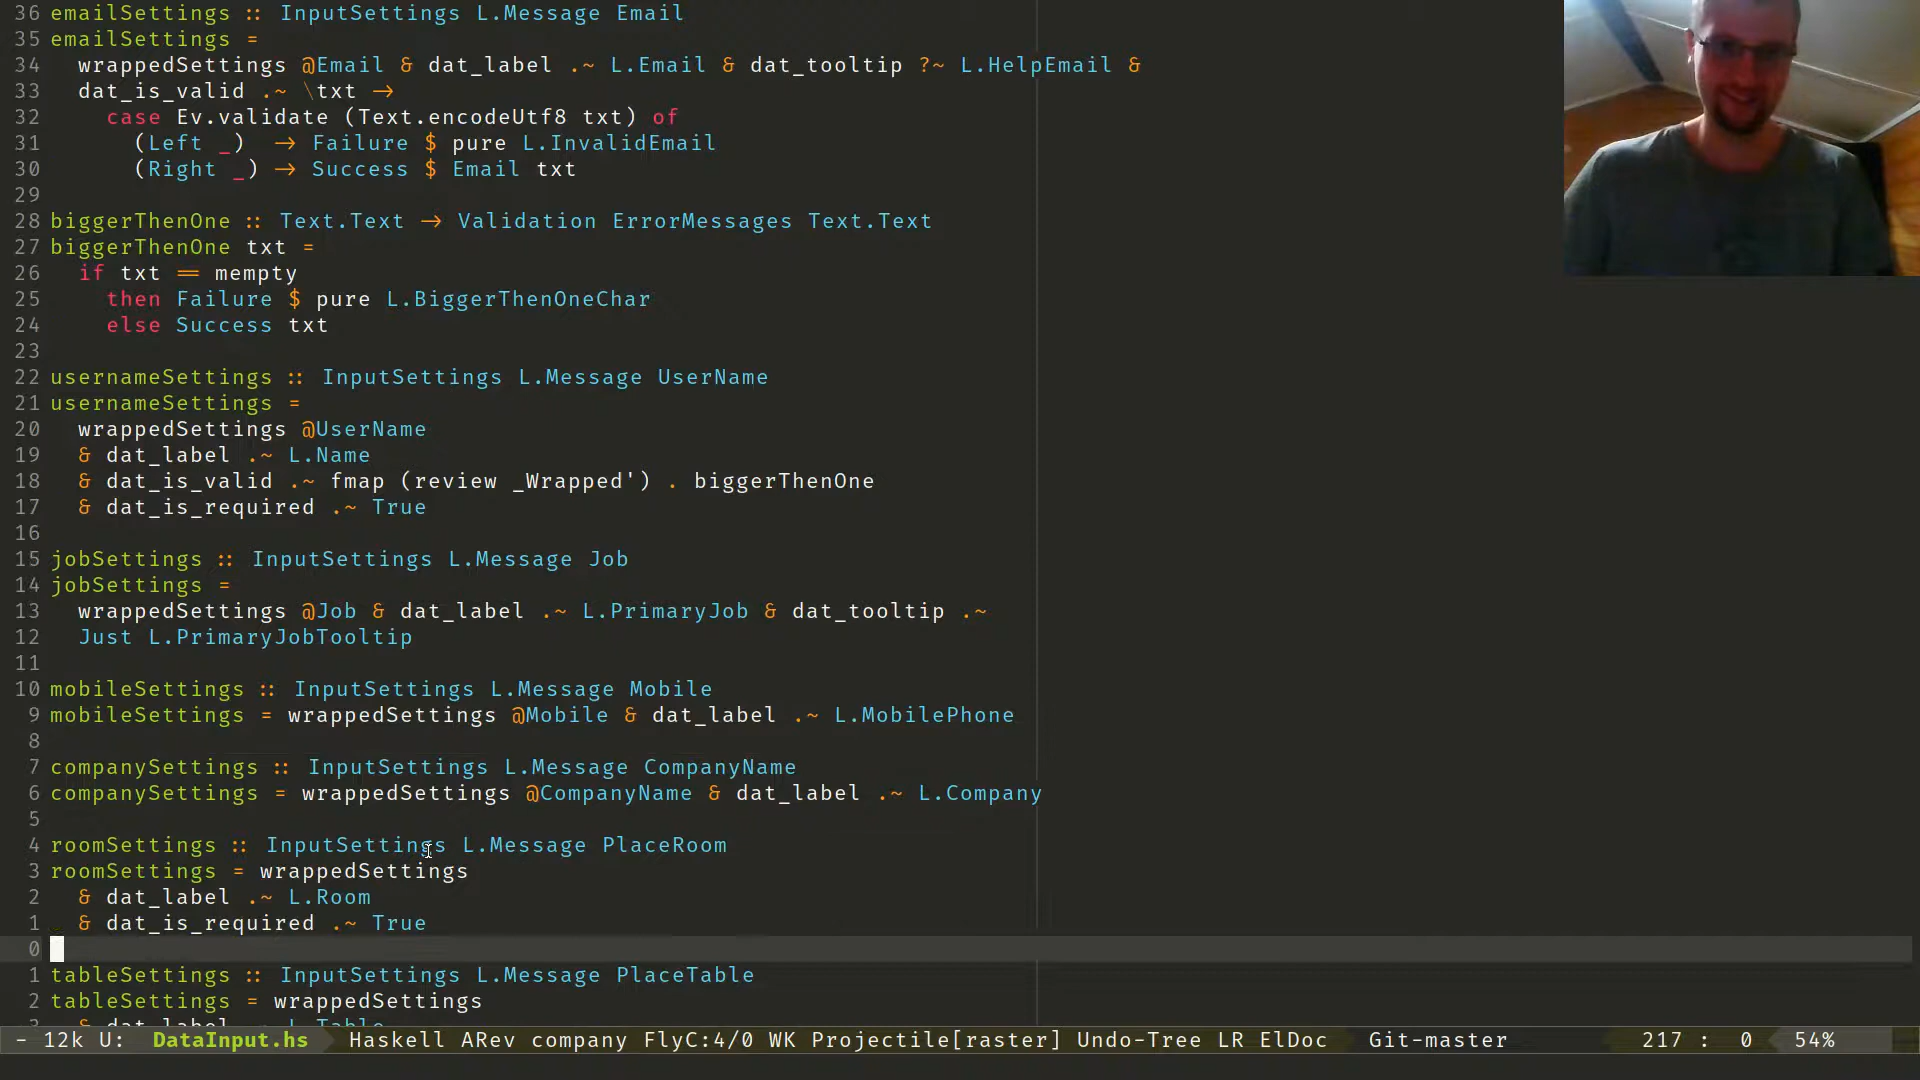 36 emailSettings :: InputSettings L.Message Email
35 emailSettings =
34   wrappedSettings @Email & dat_label .~ L.Email & dat_tooltip ?~ L.HelpEmail &
33   dat_is_valid .~ \txt →
32     case Ev.validate (Text.encodeUtf8 txt) of
31       (Left _)  → Failure $ pure L.InvalidEmail
30       (Right _) → Success $ Email txt
29
28 biggerThenOne :: Text.Text → Validation ErrorMessages Text.Text
27 biggerThenOne txt =
26   if txt == mempty
25     then Failure $ pure L.BiggerThenOneChar
24     else Success txt
23
22 usernameSettings :: InputSettings L.Message UserName
21 usernameSettings =
20   wrappedSettings @UserName
19   & dat_label .~ L.Name
18   & dat_is_valid .~ fmap (review _Wrapped') . biggerThenOne
17   & dat_is_required .~ True
16
15 jobSettings :: InputSettings L.Message Job
14 jobSettings =
13   wrappedSettings @Job & dat_label .~ L.PrimaryJob & dat_tooltip .~
12   Just L.PrimaryJobTooltip
11
10 mobileSettings :: InputSettings L.Message Mobile
9 mobileSettings = wrappedSettings @Mobile & dat_label .~ L.MobilePhone
8
7 companySettings :: InputSettings L.Message CompanyName
6 companySettings = wrappedSettings @CompanyName & dat_label .~ L.Company
5
4 roomSettings :: InputSettings L.Message PlaceRoom
3 roomSettings = wrappedSettings
2   & dat_label .~ L.Room
1   & dat_is_required .~ True
0
1 tableSettings :: InputSettings L.Message PlaceTable
2 tableSettings = wrappedSettings
3   & dat_label .~ L.Table
- 12k U: DataInput.hs Haskell ARev company FlyC:4/0 WK Projectile[raster] Undo-Tree LR ElDoc Git-master 217 : 0 54%